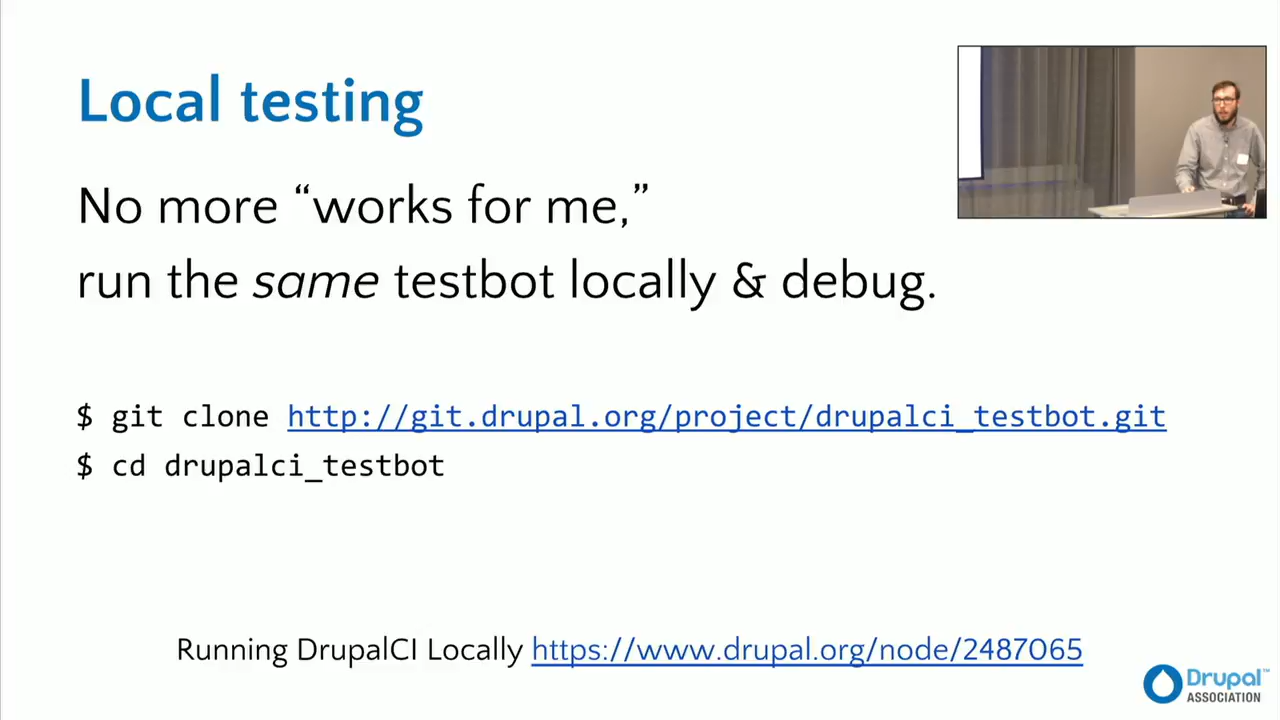 Local testing
No more “works for me,”
run the same testbot locally & debug.
$ git clone http://git.drupal.org/project/drupalci_testbot.git
$ cd drupalci_testbot
Running DrupalCI Locally https://www.drupal.org/node/2487065
Drupal™
ASSOCIATION